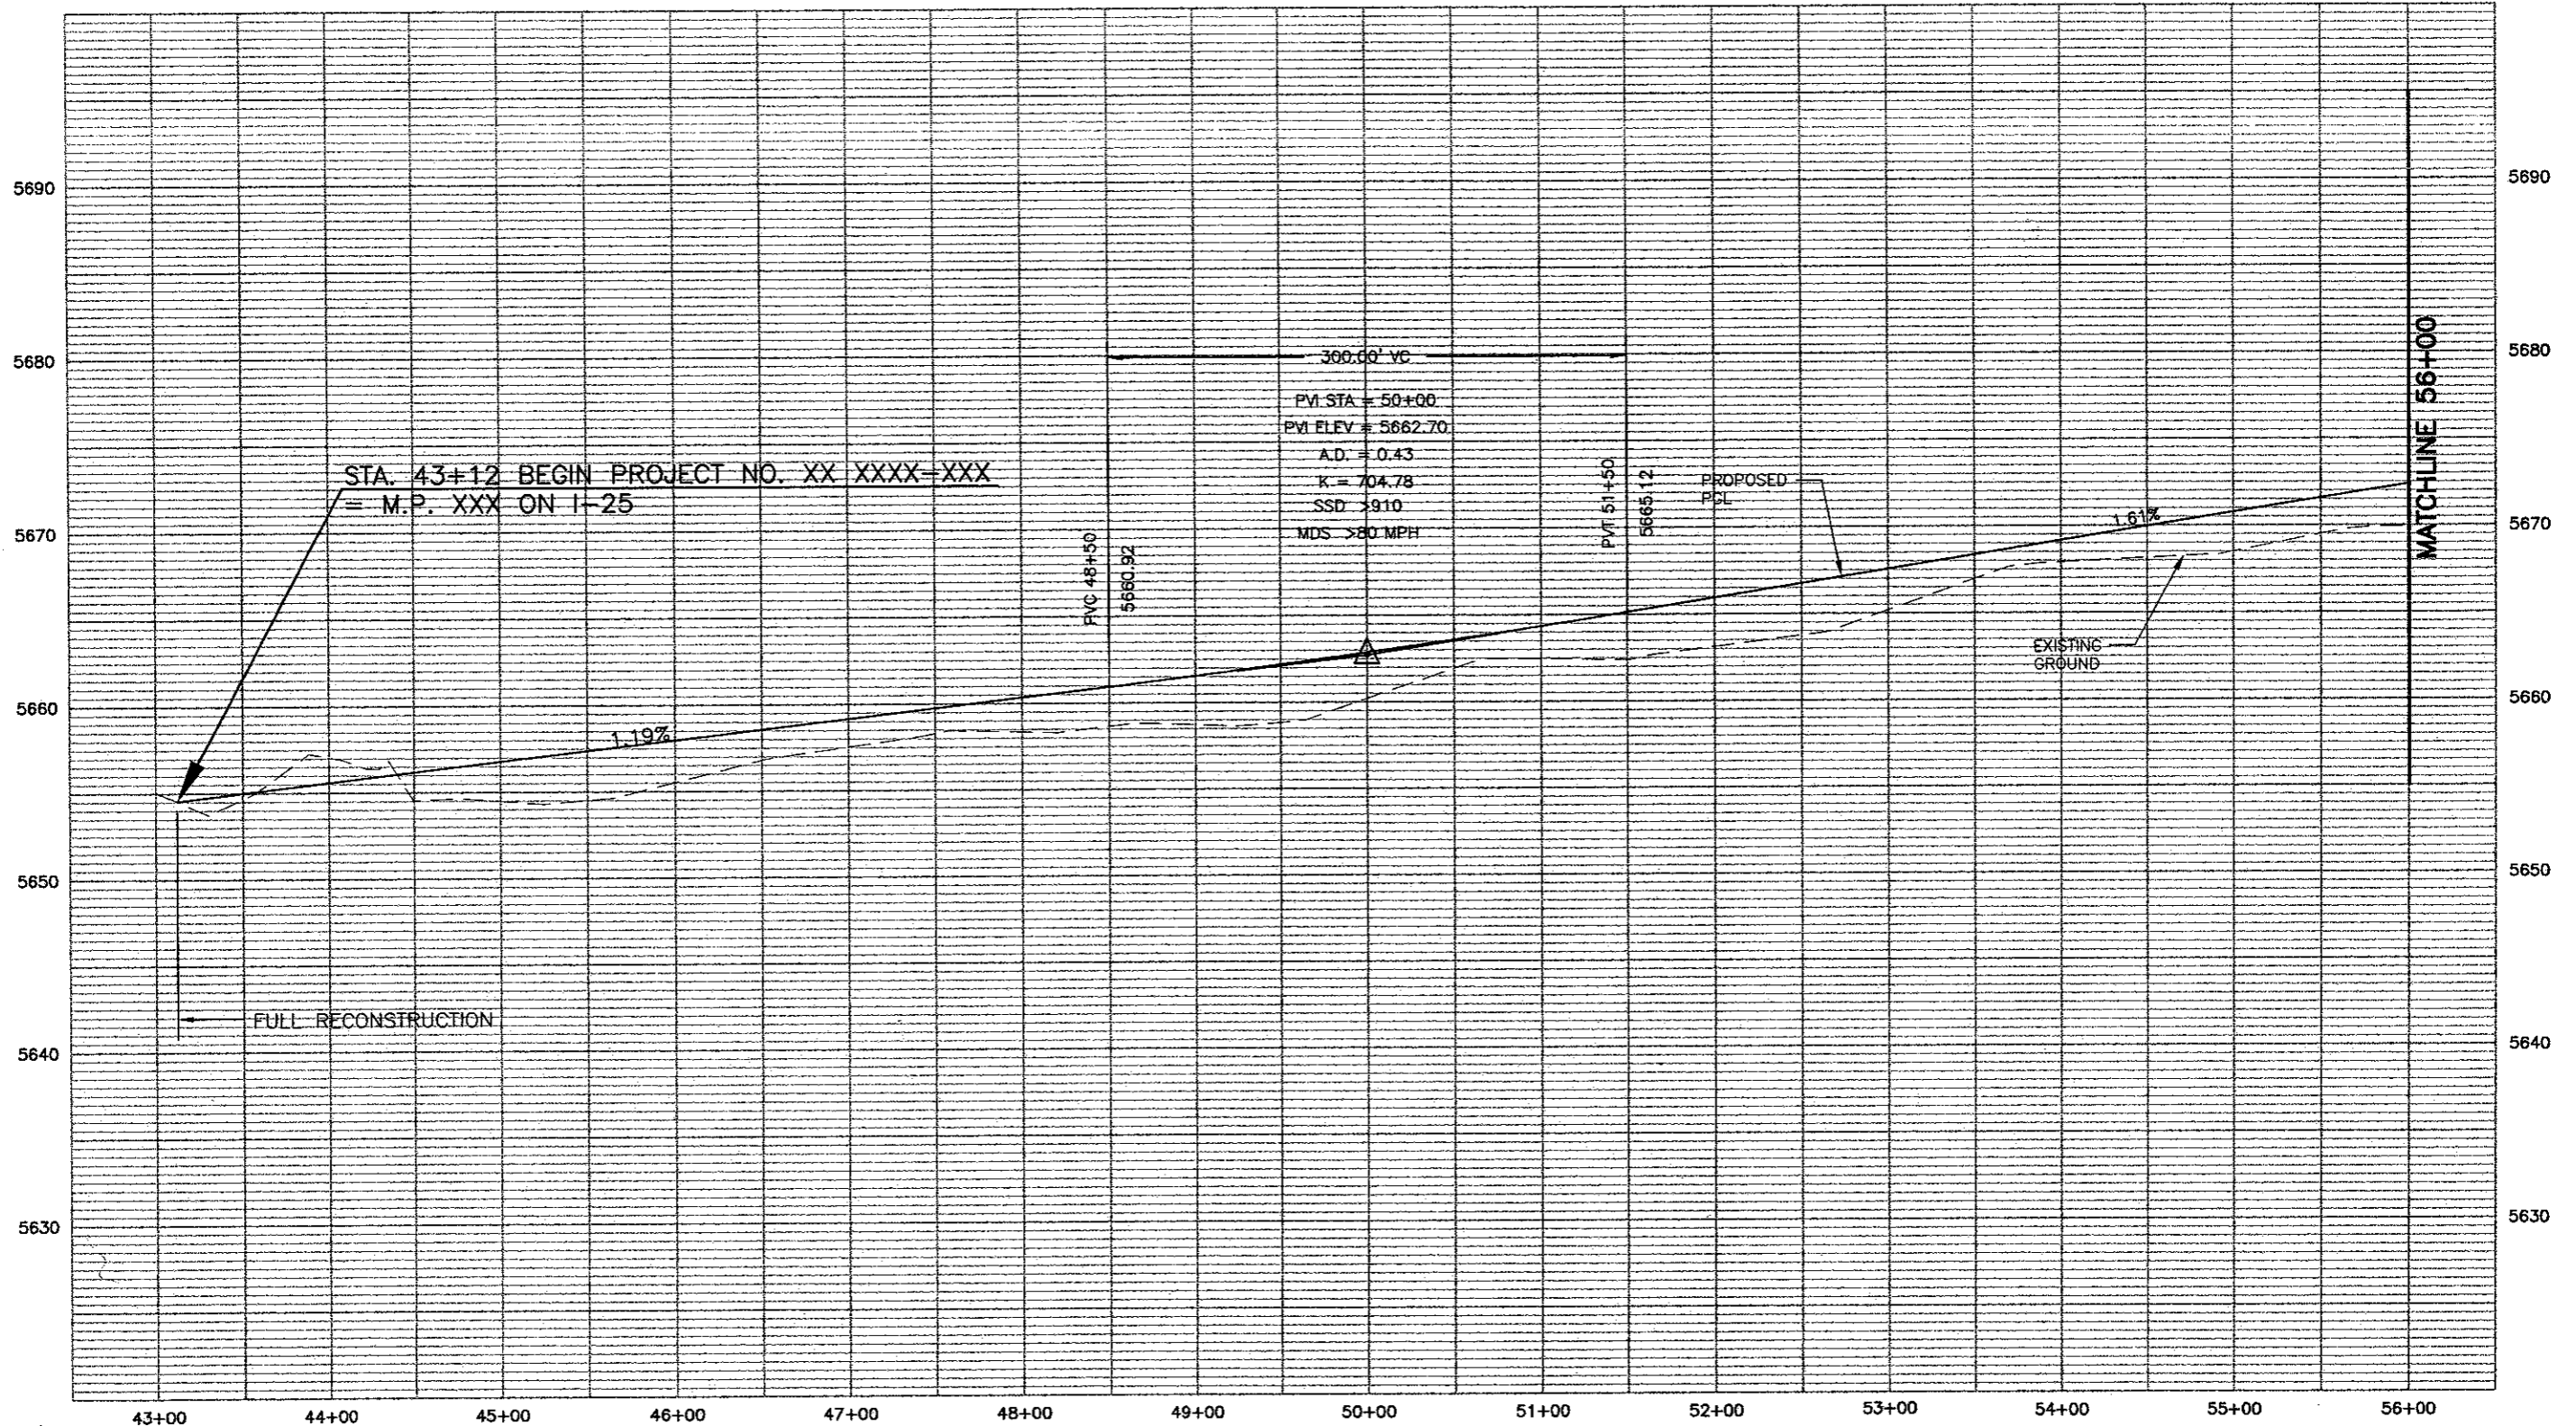 5690
5690
5680
5680
300.00' VC
PVI STA = 50+00
PVI ELEV = 5662.70
A.D. = 0.43
K = 704.78
SSD >910
MDS >80 MPH
STA. 43+12 BEGIN PROJECT NO. XX XXXX-XXX
= M.P. XXX ON I-25
PVC 48+50
5660.92
PVT 51+50
5665.12
PROPOSED
PGL
1.61%
MATCHLINE 56+00
5670
5670
EXISTING
GROUND
5660
5660
1.19%
5650
5650
FULL RECONSTRUCTION
5640
5640
5630
5630
43+00 44+00 45+00 46+00 47+00 48+00 49+00 50+00 51+00 52+00 53+00 54+00 55+00 56+00